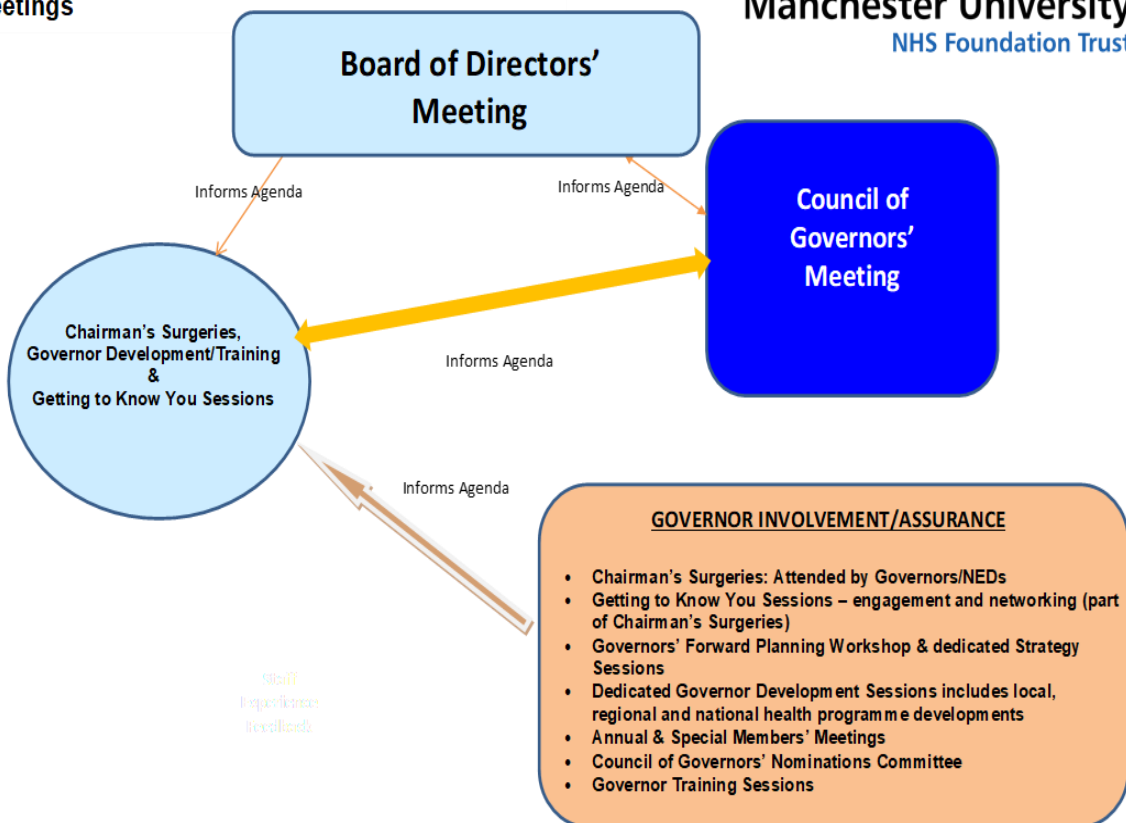 eetings
Manchester University
NHS Foundation Trust
Board of Directors’
Meeting
Informs Agenda
Informs Agenda
Council of
Governors’
Meeting
Chairman’s Surgeries,
Governor Development/Training
&
Getting to Know You Sessions
Informs Agenda
Informs Agenda
GOVERNOR INVOLVEMENT/ASSURANCE
• Chairman’s Surgeries: Attended by Governors/NEDs
• Getting to Know You Sessions – engagement and networking (part
of Chairman’s Surgeries)
• Governors’ Forward Planning Workshop & dedicated Strategy
Sessions
• Dedicated Governor Development Sessions includes local,
regional and national health programme developments
• Annual & Special Members’ Meetings
• Council of Governors’ Nominations Committee
• Governor Training Sessions
Staff
Experience
Feedback